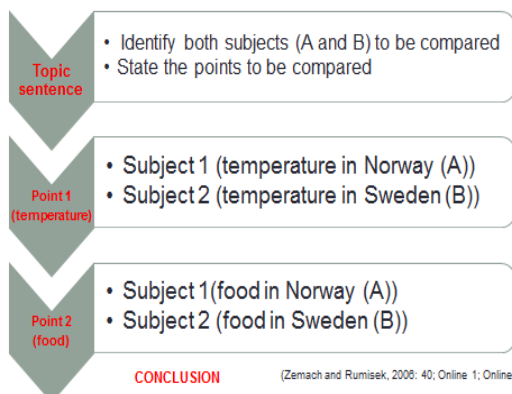 Topic
sentence
• Identify both subjects (A and B) to be compared
• State the points to be compared
Point 1
(temperature)
• Subject 1 (temperature in Norway (A))
• Subject 2 (temperature in Sweden (B))
Point 2
(food)
• Subject 1(food in Norway (A))
• Subject 2 (food in Sweden (B))
CONCLUSION
(Zemach and Rumisek, 2006: 40; Online 1; Online